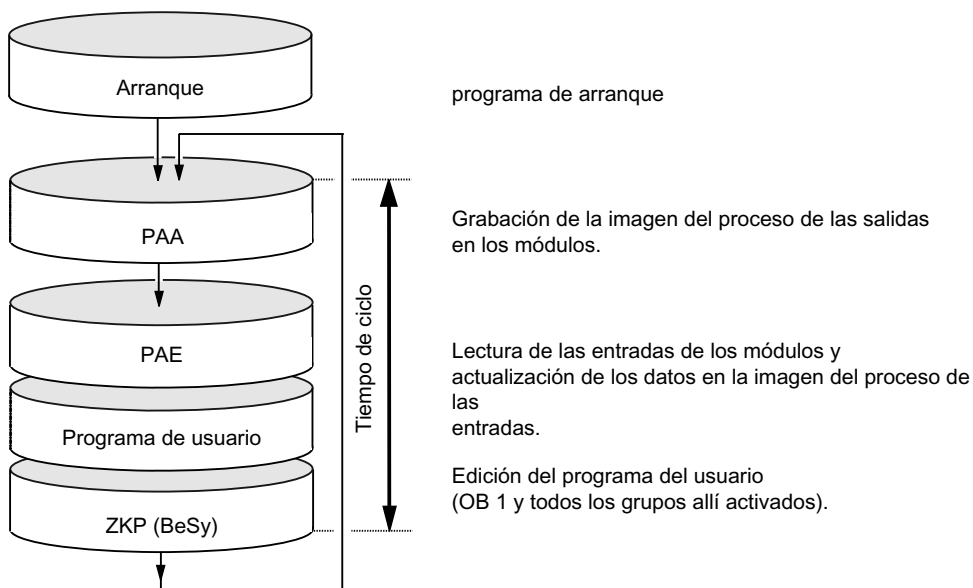 Arranque
programa de arranque
PAA
Grabación de la imagen del proceso de las salidas
en los módulos.
Tiempo de ciclo
PAE
Lectura de las entradas de los módulos y
actualización de los datos en la imagen del proceso de
las
entradas.
Programa de usuario
Edición del programa del usuario
(OB 1 y todos los grupos allí activados).
ZKP (BeSy)